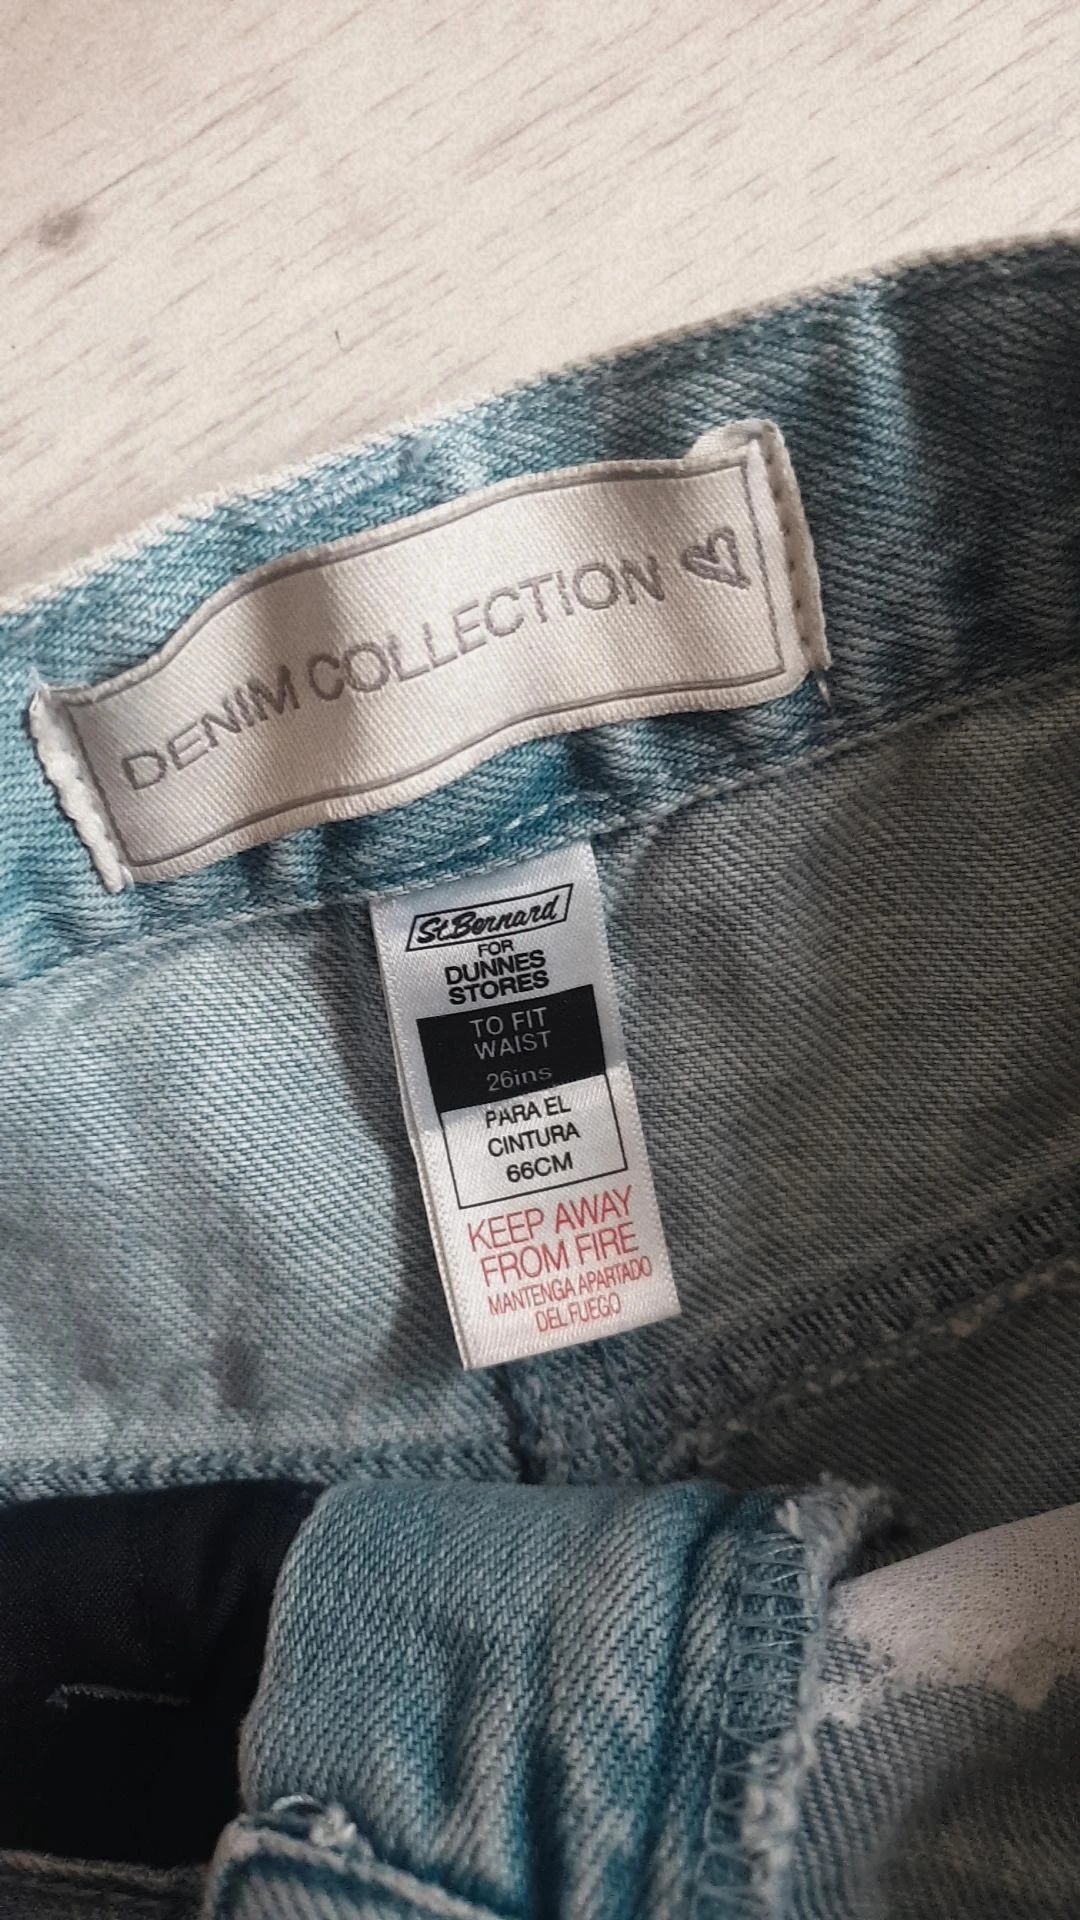 DENIM COLLECTION
St.Bernard
FOR
DUNNES
STORES
TO FIT
WAIST
26ins
PARA EL
CINTURA
66CM
KEEP AWAY
FROM FIRE
MANTENGA APARTADO
DEL FUEGO